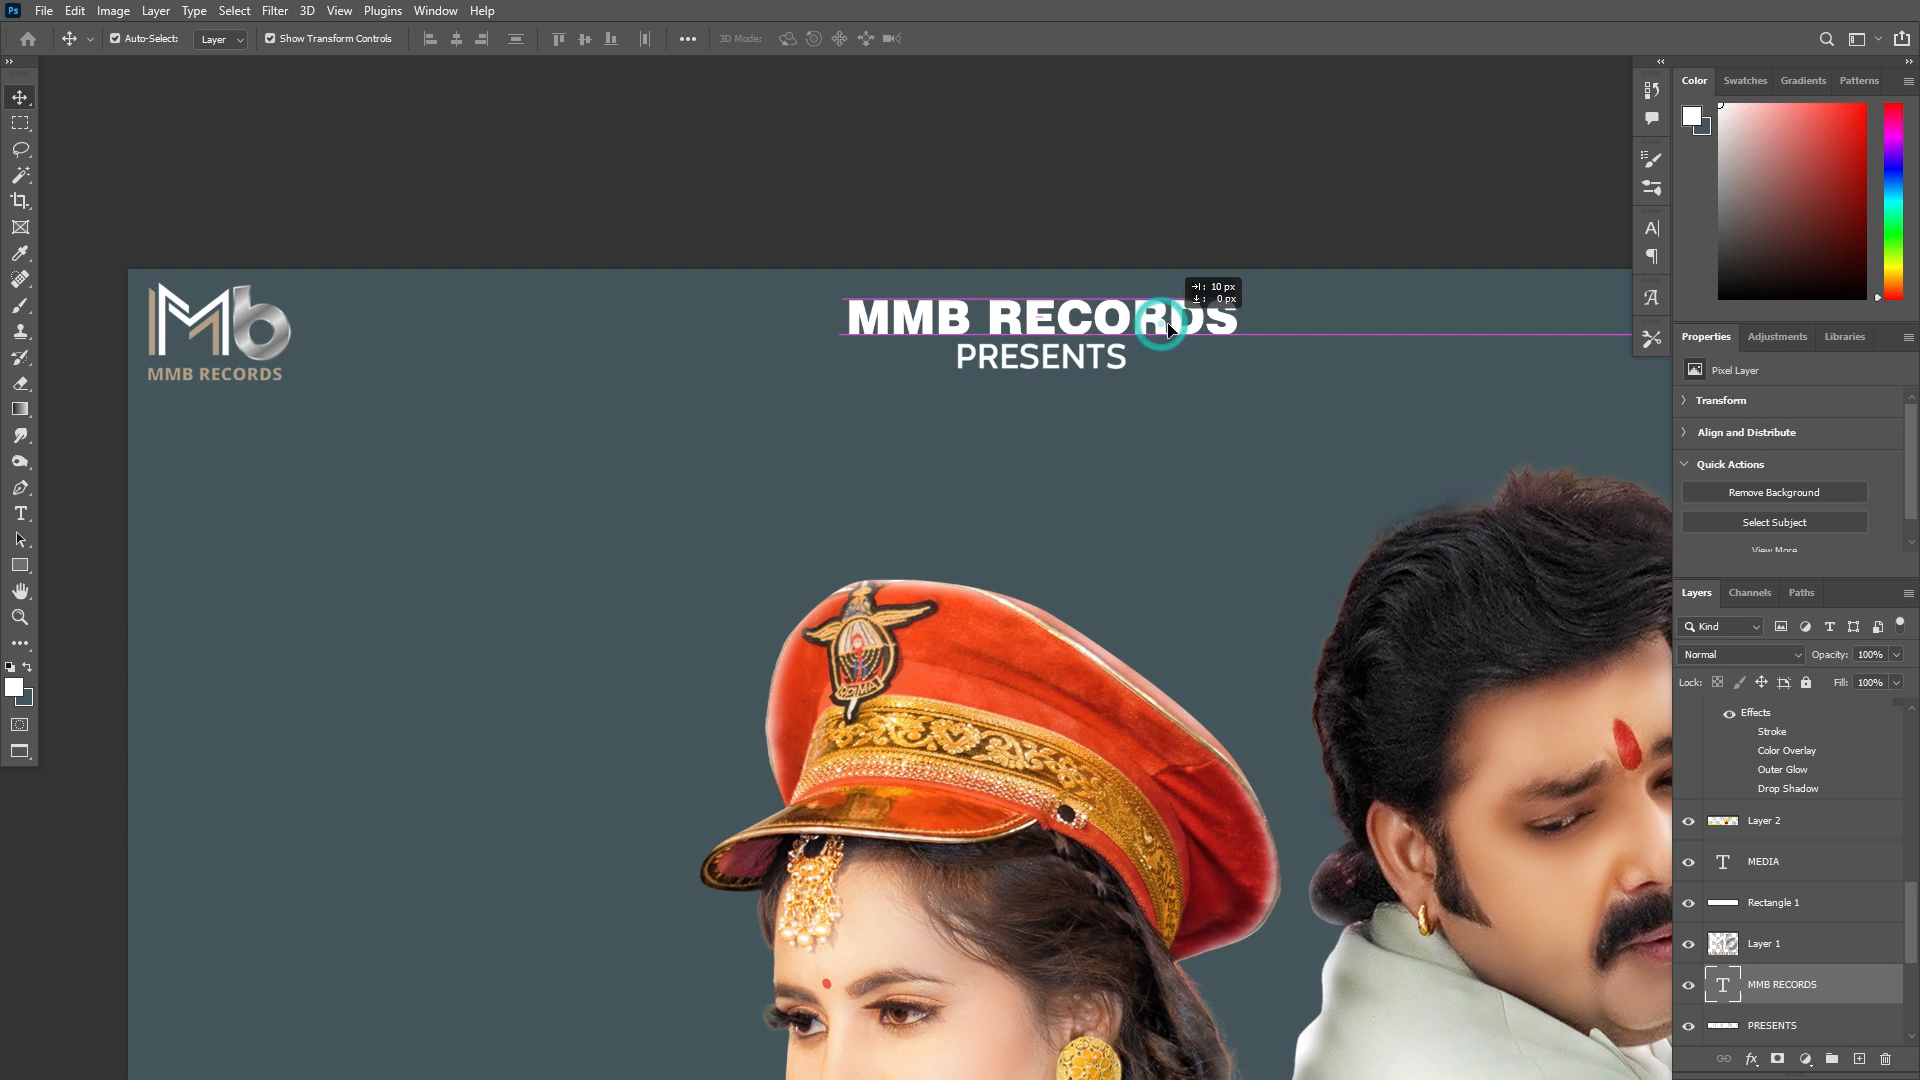 Ps File Edit Image Layer Type Select Filter 3D View Plugins Window Help
Auto-Select: Layer Show Transform Controls 3D Mode:
Color Swatches Gradients Patterns
10 px
0 px
MMB RECORDS
PRESENTS
MMB RECORDS
Properties Adjustments Libraries
Pixel Layer
Transform
Align and Distribute
Quick Actions
Remove Background
Select Subject
View More
Layers Channels Paths
Kind
Normal Opacity: 100%
Lock: Fill: 100%
Effects
Stroke
Color Overlay
Outer Glow
Drop Shadow
Layer 2
MEDIA
Rectangle 1
Layer 1
MMB RECORDS
PRESENTS